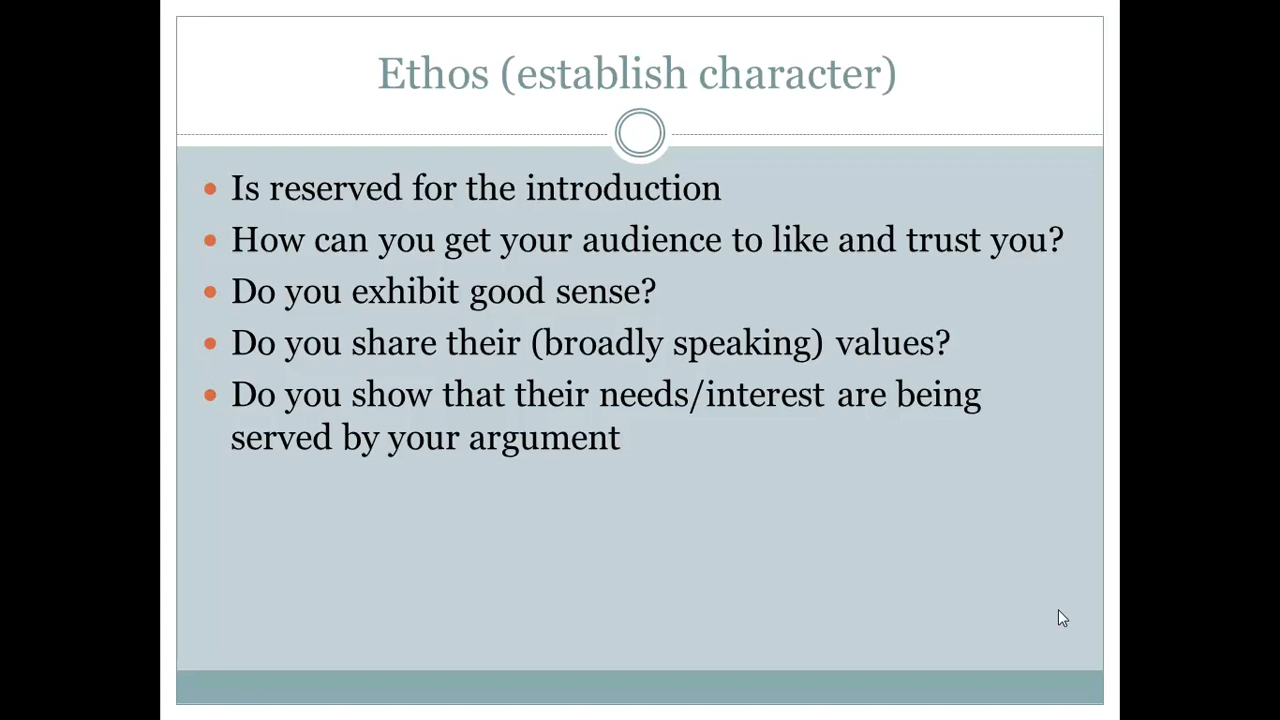 Ethos (establish character)
Is reserved for the introduction
How can you get your audience to like and trust you?
Do you exhibit good sense?
Do you share their (broadly speaking) values?
Do you show that their needs/interest are being
served by your argument